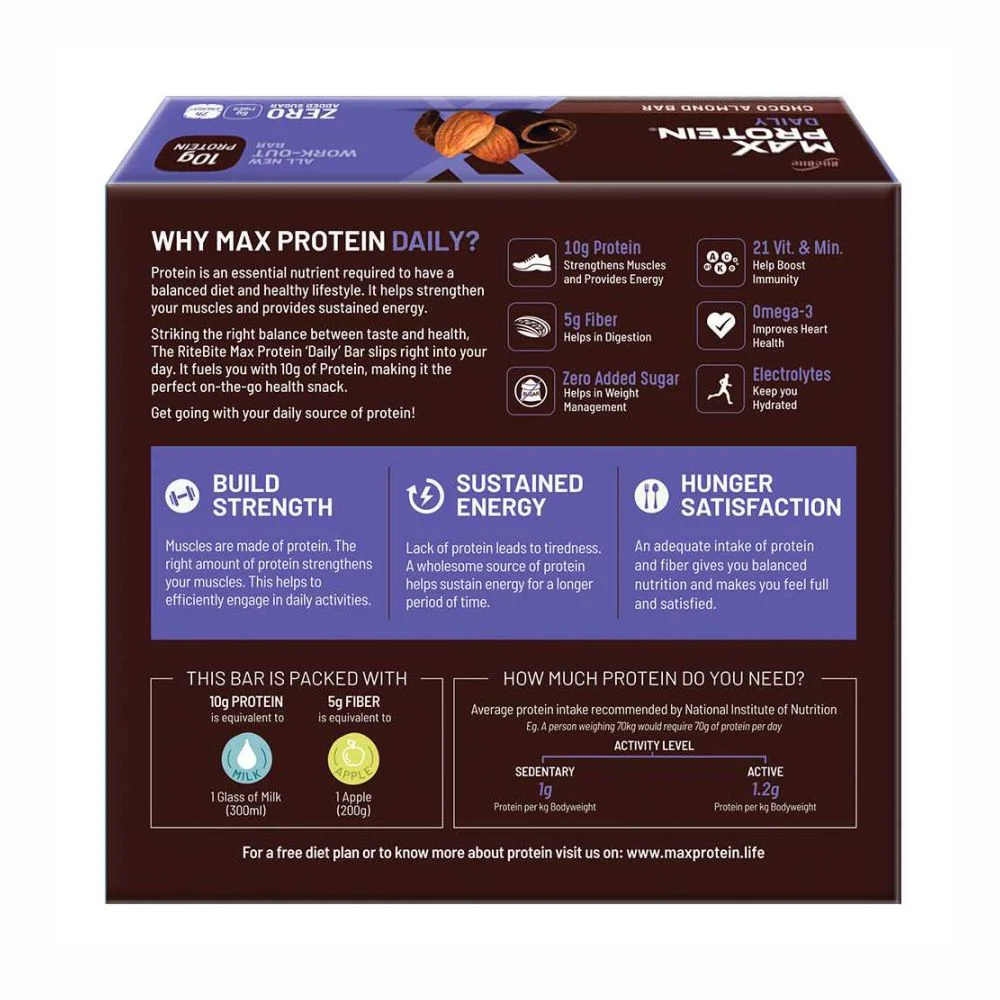 RiteBite
MAX
PROTEIN®
DAILY
CHOCO ALMOND BAR
ALL NEW
WORK-OUT
BAR
10g
PROTEIN
ZERO
ADDED SUGAR
5g
FIBER
WHY MAX PROTEIN DAILY?
Protein is an essential nutrient required to have a
balanced diet and healthy lifestyle. It helps strengthen
your muscles and provides sustained energy.
Striking the right balance between taste and health,
The RiteBite Max Protein 'Daily' Bar slips right into your
day. It fuels you with 10g of Protein, making it the
perfect on-the-go health snack.
Get going with your daily source of protein!
10g Protein
Strengthens Muscles
and Provides Energy
5g Fiber
Helps in Digestion
SUGAR
Zero Added Sugar
Helps in Weight
Management
21 Vit. & Min.
Help Boost
Immunity
Omega-3
Improves Heart
Health
Electrolytes
Keep you
Hydrated
BUILD
STRENGTH
Muscles are made of protein. The
right amount of protein strengthens
your muscles. This helps to
efficiently engage in daily activities.
SUSTAINED
ENERGY
Lack of protein leads to tiredness.
A wholesome source of protein
helps sustain energy for a longer
period of time.
HUNGER
SATISFACTION
An adequate intake of protein
and fiber gives you balanced
nutrition and makes you feel full
and satisfied.
THIS BAR IS PACKED WITH
10g PROTEIN
is equivalent to
MILK
1 Glass of Milk
(300ml)
5g FIBER
is equivalent to
APPLE
1 Apple
(200g)
HOW MUCH PROTEIN DO YOU NEED?
Average protein intake recommended by National Institute of Nutrition
Eg. A person weighing 70kg would require 70g of protein per day
ACTIVITY LEVEL
SEDENTARY
1g
Protein per kg Bodyweight
ACTIVE
1.2g
Protein per kg Bodyweight
For a free diet plan or to know more about protein visit us on: www.maxprotein.life